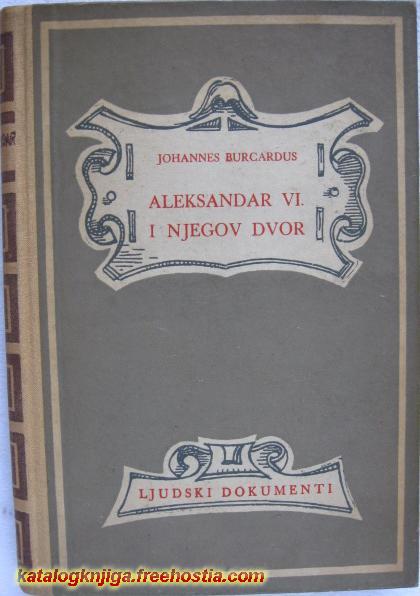 JOHANNES BURCARDUS
ALEKSANDAR VI.
I NJEGOV DVOR
LJUDSKI DOKUMENTI
katalogknjiga.freehostia.com